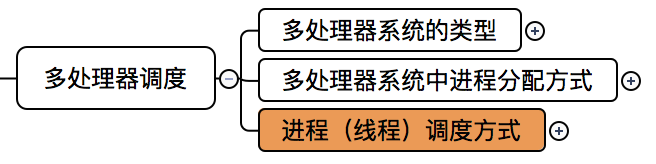 多处理器系统的类型
多处理器调度
多处理器系统中进程分配方式
进程（线程）调度方式